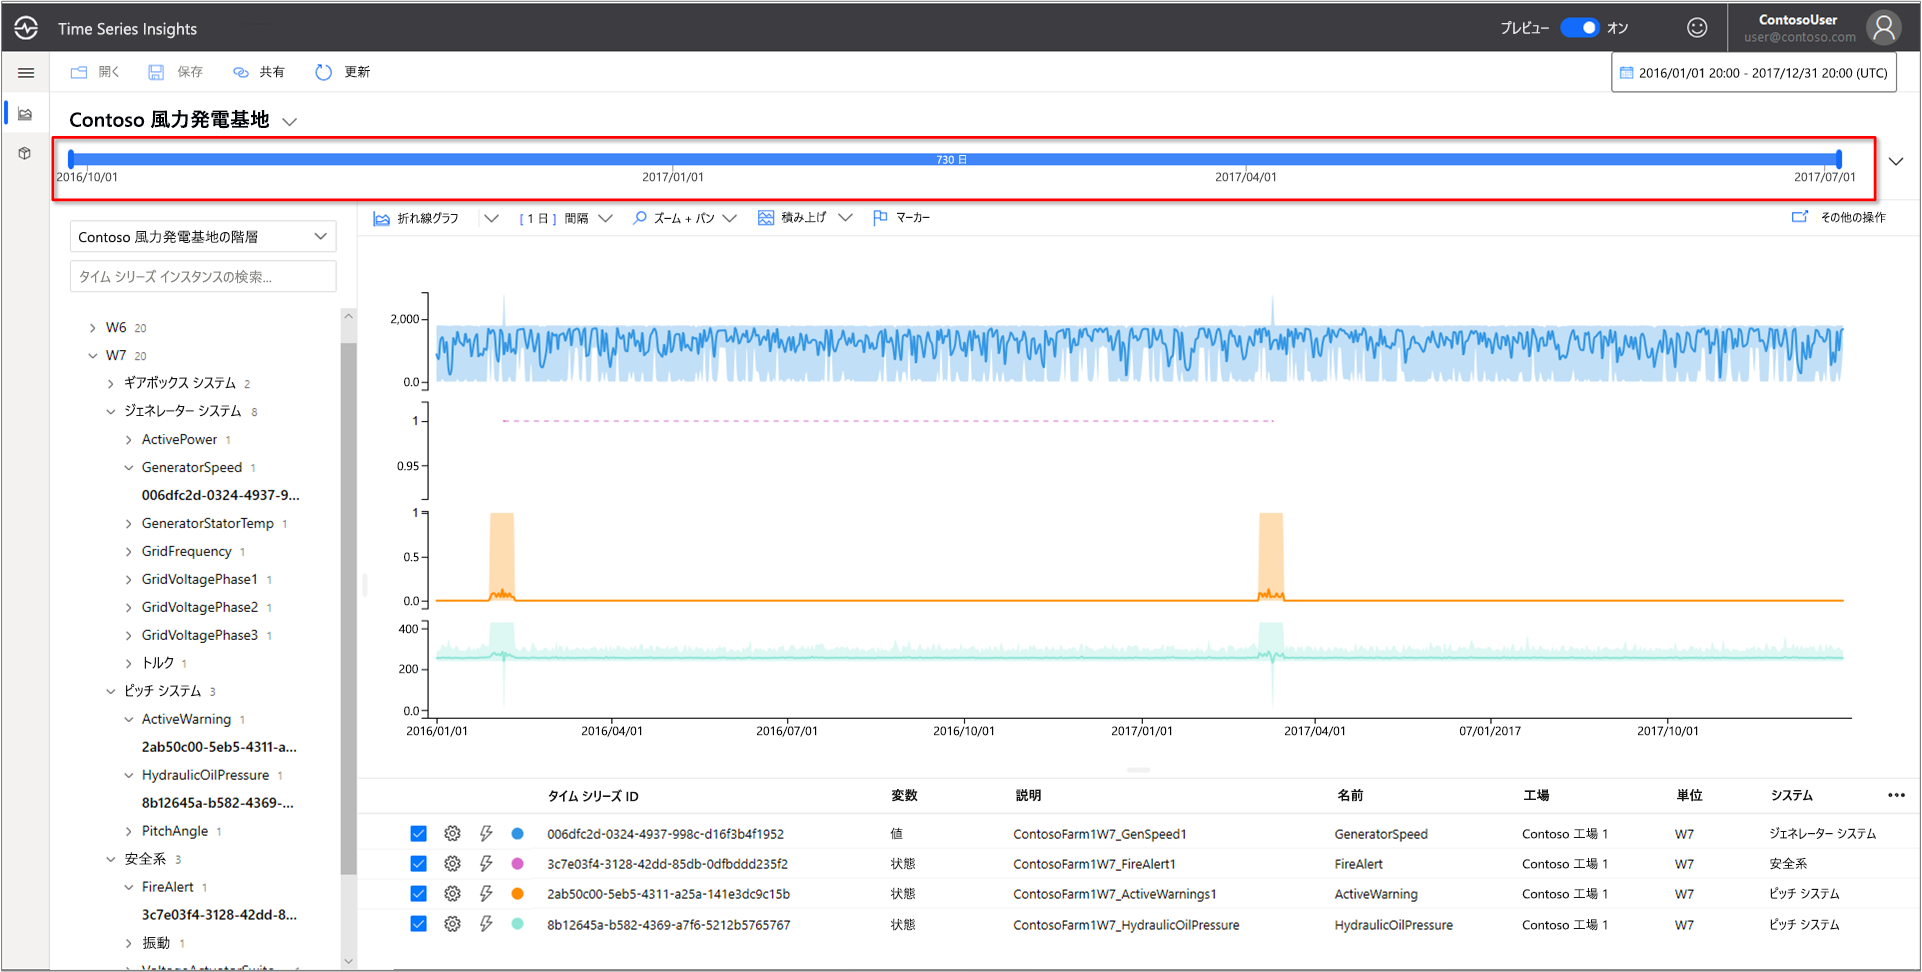 Time Series Insights
プレビュー オン
ContosoUser
user@contoso.com
開く 保存 共有 更新
2016/01/01 20:00 - 2017/12/31 20:00 (UTC)
Contoso 風力発電基地
730 日
2016/10/01 2017/01/01 2017/04/01 2017/07/01
折れ線グラフ [ 1 日 ] 間隔 ズーム + パン 積み上げ マーカー その他の操作
Contoso 風力発電基地の階層
タイム シリーズ インスタンスの検索...
W6 20
W7 20
ギアボックス システム 2
ジェネレーター システム 8
ActivePower 1
GeneratorSpeed 1
006dfc2d-0324-4937-9...
GeneratorStatorTemp 1
GridFrequency 1
GridVoltagePhase1 1
GridVoltagePhase2 1
GridVoltagePhase3 1
トルク 1
ピッチ システム 3
ActiveWarning 1
2ab50c00-5eb5-4311-a...
HydraulicOilPressure 1
8b12645a-b582-4369-...
PitchAngle 1
安全系 3
FireAlert 1
3c7e03f4-3128-42dd-8...
振動 1
2,000
0.0
1
0.95
1
0.5
0.0
400
200
0.0
2016/01/01 2016/04/01 2016/07/01 2016/10/01 2017/01/01 2017/04/01 07/01/2017 2017/10/01
タイム シリーズ ID 変数 説明 名前 工場 単位 システム
006dfc2d-0324-4937-998c-d16f3b4f1952 値 ContosoFarm1W7_GenSpeed1 GeneratorSpeed Contoso 工場 1 W7 ジェネレーター システム
3c7e03f4-3128-42dd-85db-0dfbddd235f2 状態 ContosoFarm1W7_FireAlert1 FireAlert Contoso 工場 1 W7 安全系
2ab50c00-5eb5-4311-a25a-141e3dc9c15b 状態 ContosoFarm1W7_ActiveWarnings1 ActiveWarning Contoso 工場 1 W7 ピッチ システム
8b12645a-b582-4369-a7f6-5212b5765767 状態 ContosoFarm1W7_HydraulicOilPressure HydraulicOilPressure Contoso 工場 1 W7 ピッチ システム